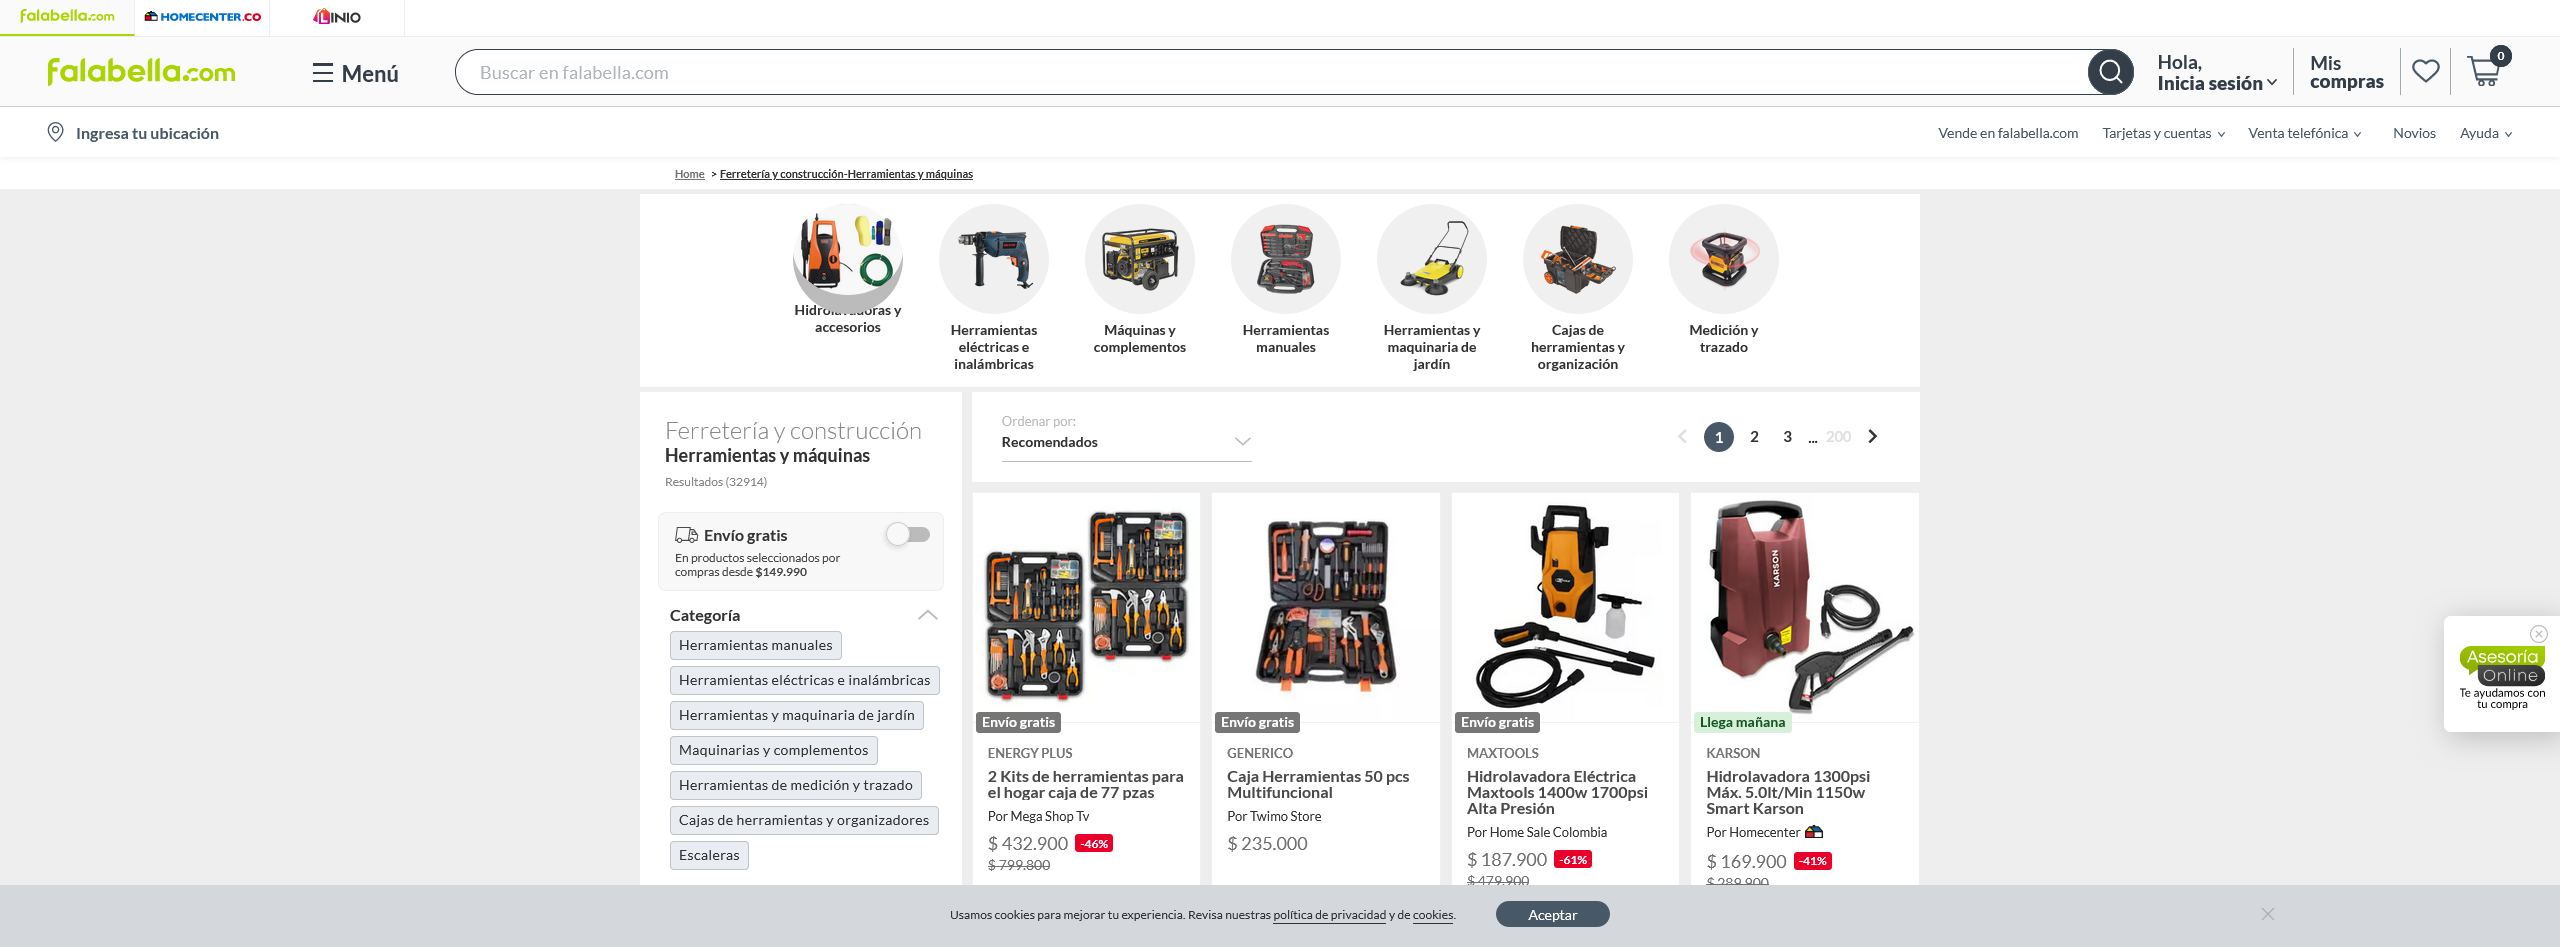 falabella.com
HOMECENTER.CO
LINIO
falabella.com
Menú
Buscar en falabella.com
Hola,
Inicia sesión
Mis
compras
0
Ingresa tu ubicación
Vende en falabella.com
Tarjetas y cuentas
Venta telefónica
Novios
Ayuda
Home > Ferretería y construcción-Herramientas y máquinas
Hidrolavadoras y
accesorios
Herramientas
eléctricas e
inalámbricas
Máquinas y
complementos
Herramientas
manuales
Herramientas y
maquinaria de
jardín
Cajas de
herramientas y
organización
Medición y
trazado
Ferretería y construcción
Herramientas y máquinas
Resultados (32914)
Envío gratis
En productos seleccionados por
compras desde $149.990
Categoría
Herramientas manuales
Herramientas eléctricas e inalámbricas
Herramientas y maquinaria de jardín
Maquinarias y complementos
Herramientas de medición y trazado
Cajas de herramientas y organizadores
Escaleras
Ordenar por:
Recomendados
1 2 3 ... 200
Envío gratis
ENERGY PLUS
2 Kits de herramientas para
el hogar caja de 77 pzas
Por Mega Shop Tv
$ 432.900 -46%
$ 799.800
Envío gratis
GENERICO
Caja Herramientas 50 pcs
Multifuncional
Por Twimo Store
$ 235.000
Envío gratis
MAXTOOLS
Hidrolavadora Eléctrica
Maxtools 1400w 1700psi
Alta Presión
Por Home Sale Colombia
$ 187.900 -61%
$ 479.900
KARSON
Llega mañana
KARSON
Hidrolavadora 1300psi
Máx. 5.0lt/Min 1150w
Smart Karson
Por Homecenter
$ 169.900 -41%
$ 289.900
Asesoría
Online
Te ayudamos con
tu compra
Usamos cookies para mejorar tu experiencia. Revisa nuestras política de privacidad y de cookies.
Aceptar